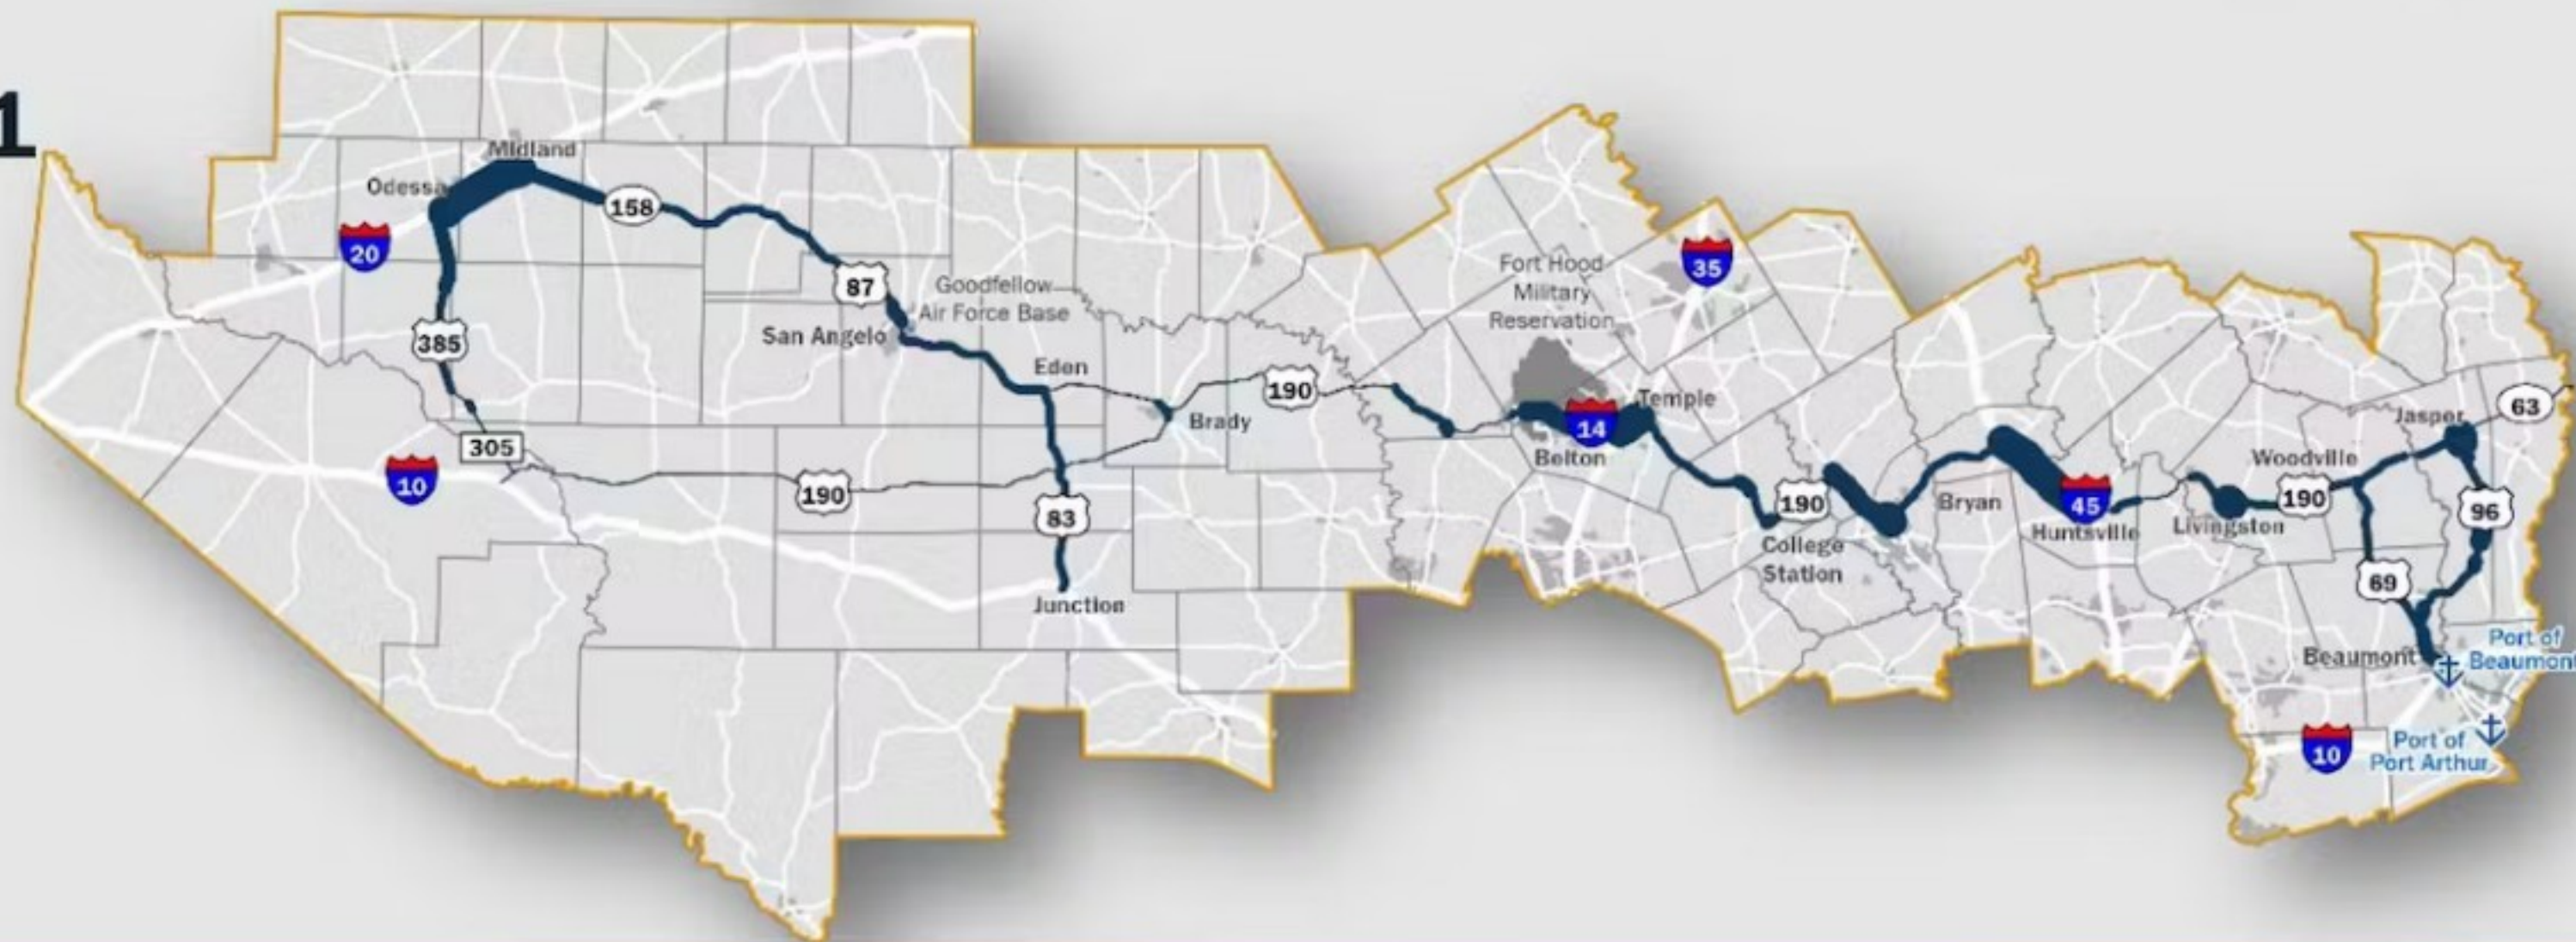 1
Midland
Odessa
158
20
87
Goodfellow
Air Force Base
385
San Angelo
Eden
190
Brady
305
10
190
83
Junction
Fort Hood
Military
Reservation
35
14
Temple
Belton
190
College
Station
Bryan
45
Huntsville
Livingston
Woodville
190
Jasper
63
96
69
Beaumont
Port of
Beaumont
10
Port of
Port Arthur